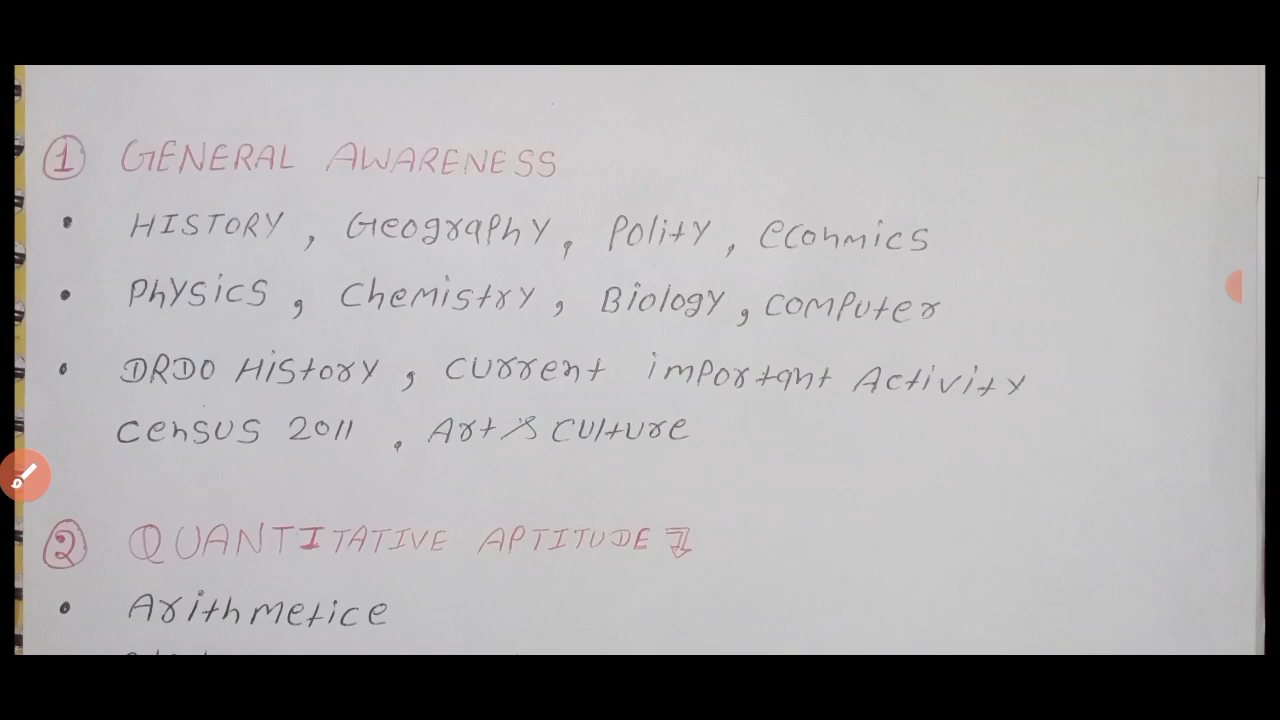 1 GENERAL AWARENESS
• HISTORY, Geography, Polity, econmics
• Physics, Chemistry, Biology, computer
• DRDO History, current important Activity
census 2011, Art & culture
2 QUANTITATIVE APTITUDE
• Arithmetice